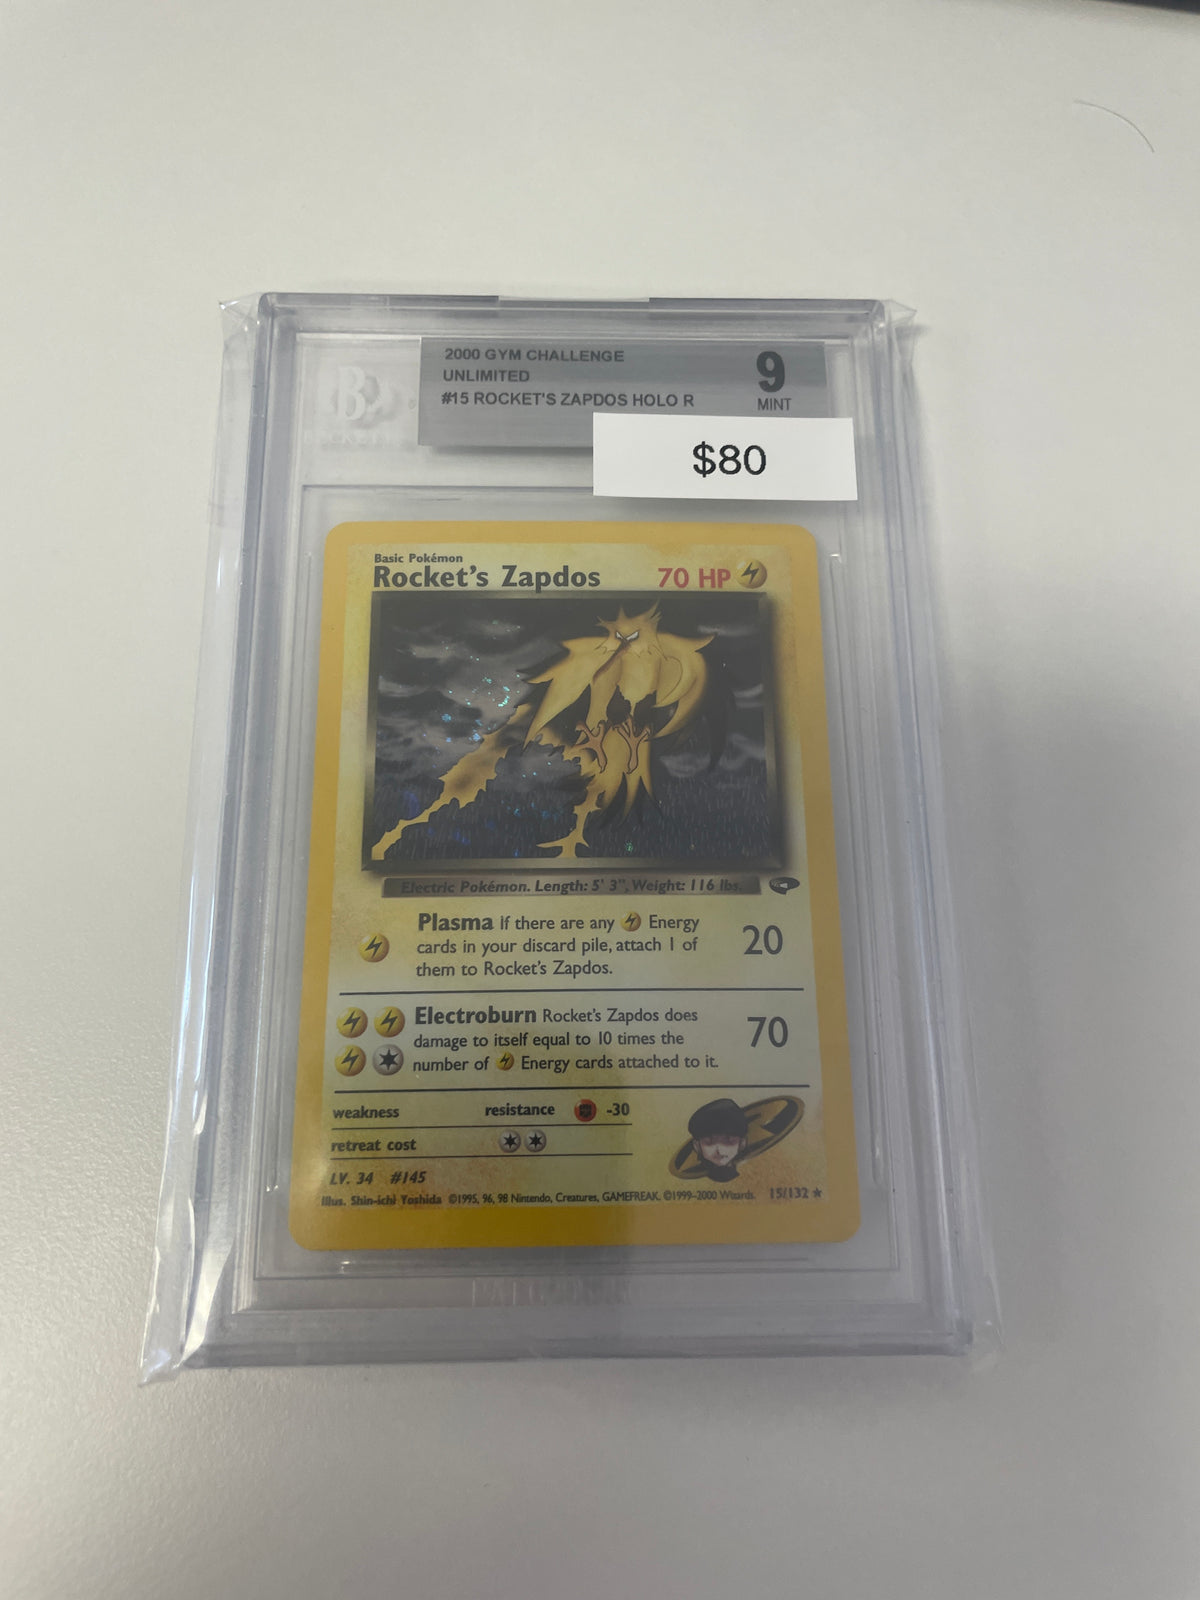 2000 GYM CHALLENGE
UNLIMITED
#15 ROCKET'S ZAPDOS HOLO R
9
MINT
B
BECKETT
$80
Basic Pokémon
Rocket's Zapdos 70 HP
Electric Pokémon. Length: 5' 3", Weight: 116 lbs.
Plasma If there are any Energy
cards in your discard pile, attach 1 of
them to Rocket's Zapdos.
20
Electroburn Rocket's Zapdos does
damage to itself equal to 10 times the
number of Energy cards attached to it.
70
weakness resistance -30
retreat cost
LV. 34 #145
Illus. Shin-ichi Yoshida ©1995, 96, 98 Nintendo, Creatures, GAMEFREAK. ©1999-2000 Wizards. 15/132 ★